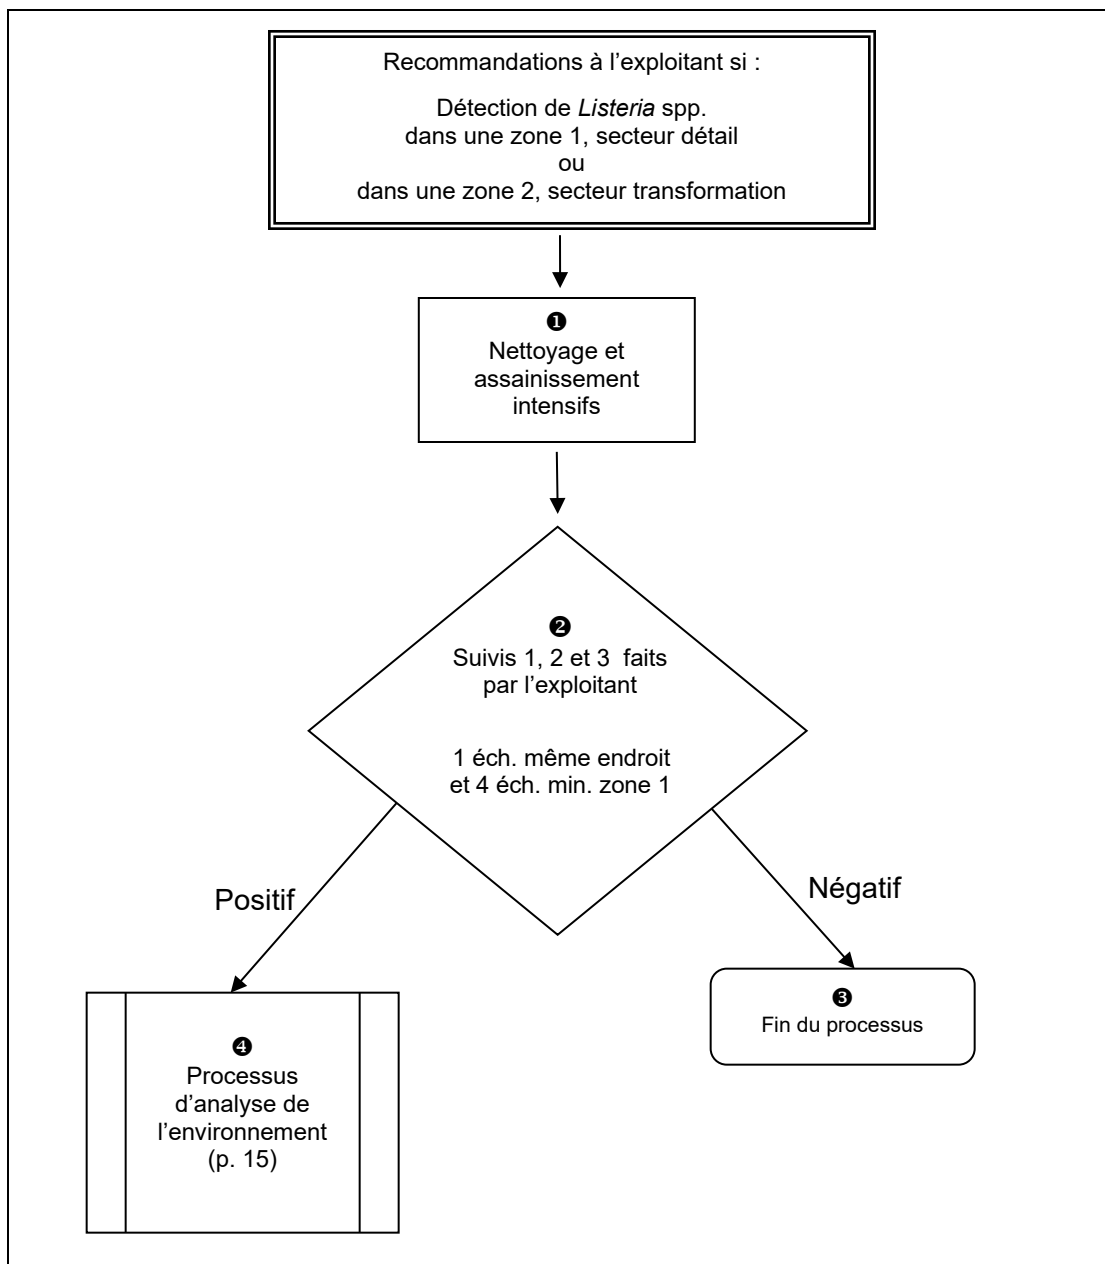 Recommandations à l’exploitant si :
Détection de Listeria spp.
dans une zone 1, secteur détail
ou
dans une zone 2, secteur transformation
❶
Nettoyage et
assainissement
intensifs
❷
Suivis 1, 2 et 3 faits
par l’exploitant
1 éch. même endroit
et 4 éch. min. zone 1
Positif
Négatif
❹
Processus
d’analyse de
l’environnement
(p. 15)
❸
Fin du processus